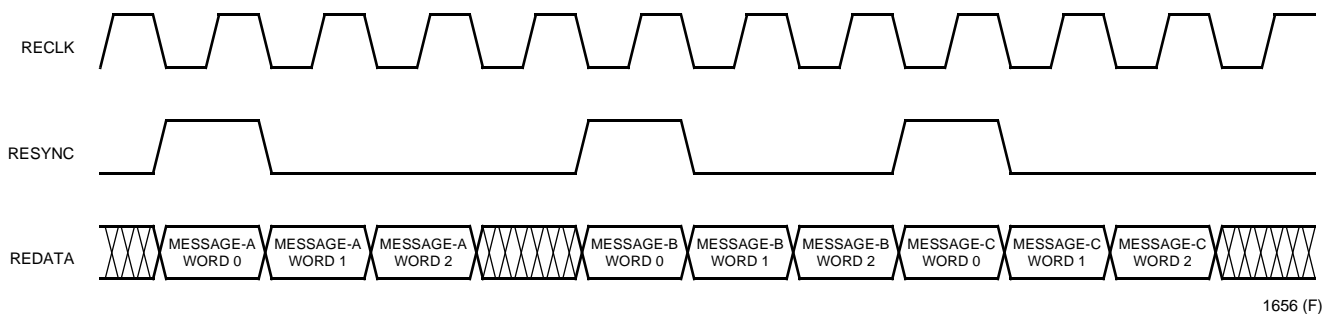 RECLK
RESYNC
REDATA
MESSAGE-A
WORD 0
MESSAGE-A
WORD 1
MESSAGE-A
WORD 2
MESSAGE-B
WORD 0
MESSAGE-B
WORD 1
MESSAGE-B
WORD 2
MESSAGE-C
WORD 0
MESSAGE-C
WORD 1
MESSAGE-C
WORD 2
1656 (F)